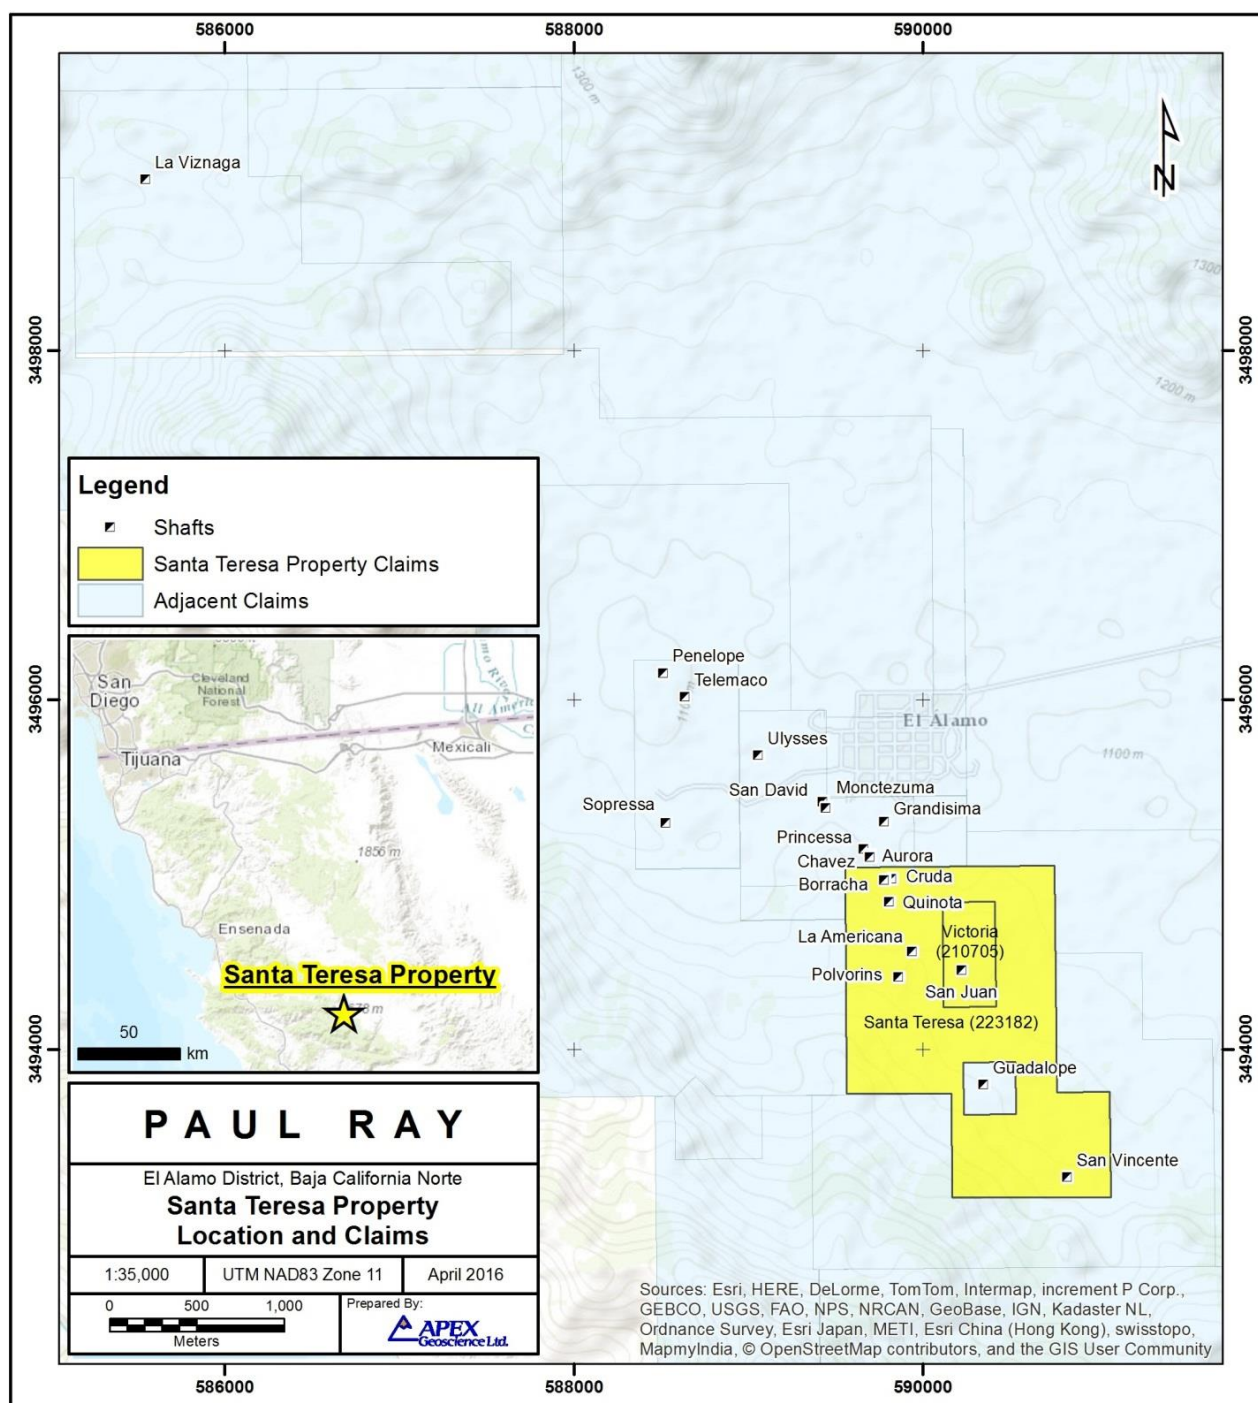 586000
588000
590000
1300 m
La Viznaga
N
1300
3498000
3498000
1200 m
Legend
Shafts
Santa Teresa Property Claims
Adjacent Claims
Penelope
Telemaco
3496000
3496000
El Álamo
Ulysses
1100 m
San David
Monctezuma
Sopressa
Grandisima
Princessa
Chavez
Aurora
Borracha
Cruda
Quinota
La Americana
Victoria
(210705)
Polvorins
San Juan
Santa Teresa (223182)
3494000
3494000
Guadalope
San Vincente
San
Diego
Cleveland
National
Forest
Tijuana
Mexicali
1856 m
Ensenada
Santa Teresa Property
50
km
PAUL RAY
El Alamo District, Baja California Norte
Santa Teresa Property
Location and Claims
1:35,000
UTM NAD83 Zone 11
April 2016
0 500 1,000
Meters
Prepared By:
APEX
Geoscience Ltd.
Sources: Esri, HERE, DeLorme, TomTom, Intermap, increment P Corp.,
GEBCO, USGS, FAO, NPS, NRCAN, GeoBase, IGN, Kadaster NL,
Ordnance Survey, Esri Japan, METI, Esri China (Hong Kong), swisstopo,
MapmyIndia, © OpenStreetMap contributors, and the GIS User Community
586000
588000
590000